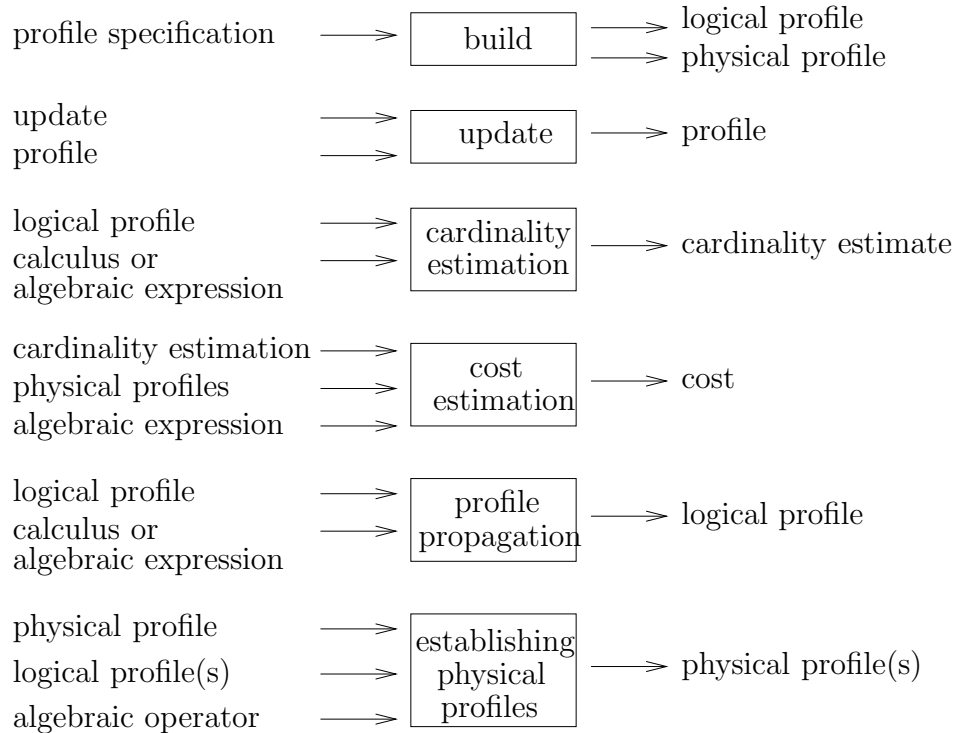 profile specification
build
logical profile
physical profile
update
profile
update
profile
logical profile
calculus or
algebraic expression
cardinality
estimation
cardinality estimate
cardinality estimation
physical profiles
algebraic expression
cost
estimation
cost
logical profile
calculus or
algebraic expression
profile
propagation
logical profile
physical profile
logical profile(s)
algebraic operator
establishing
physical
profiles
physical profile(s)